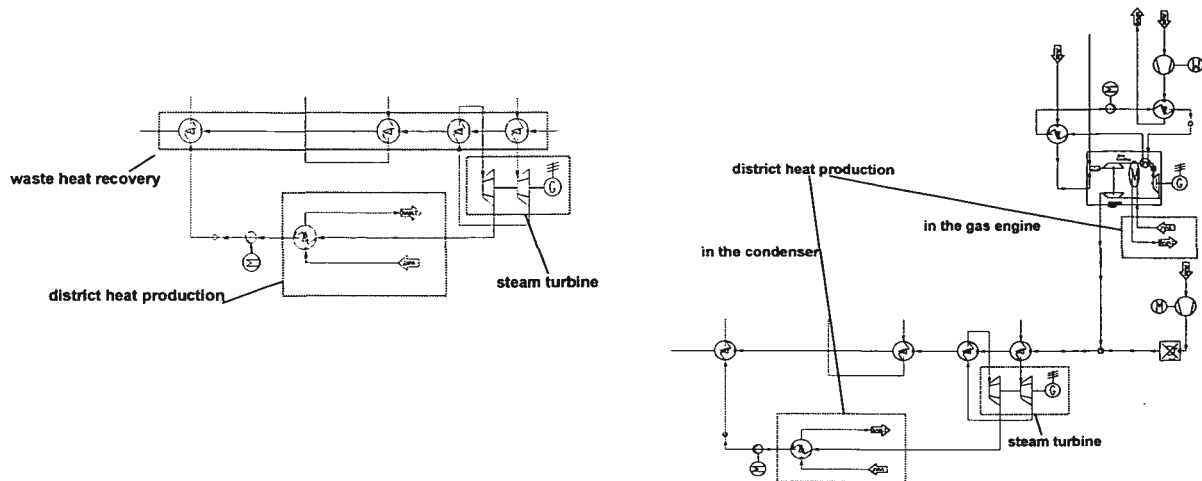 waste heat recovery
district heat production
steam turbine
G
M
district heat production
in the gas engine
in the condenser
steam turbine
G
M
M
G
M
M